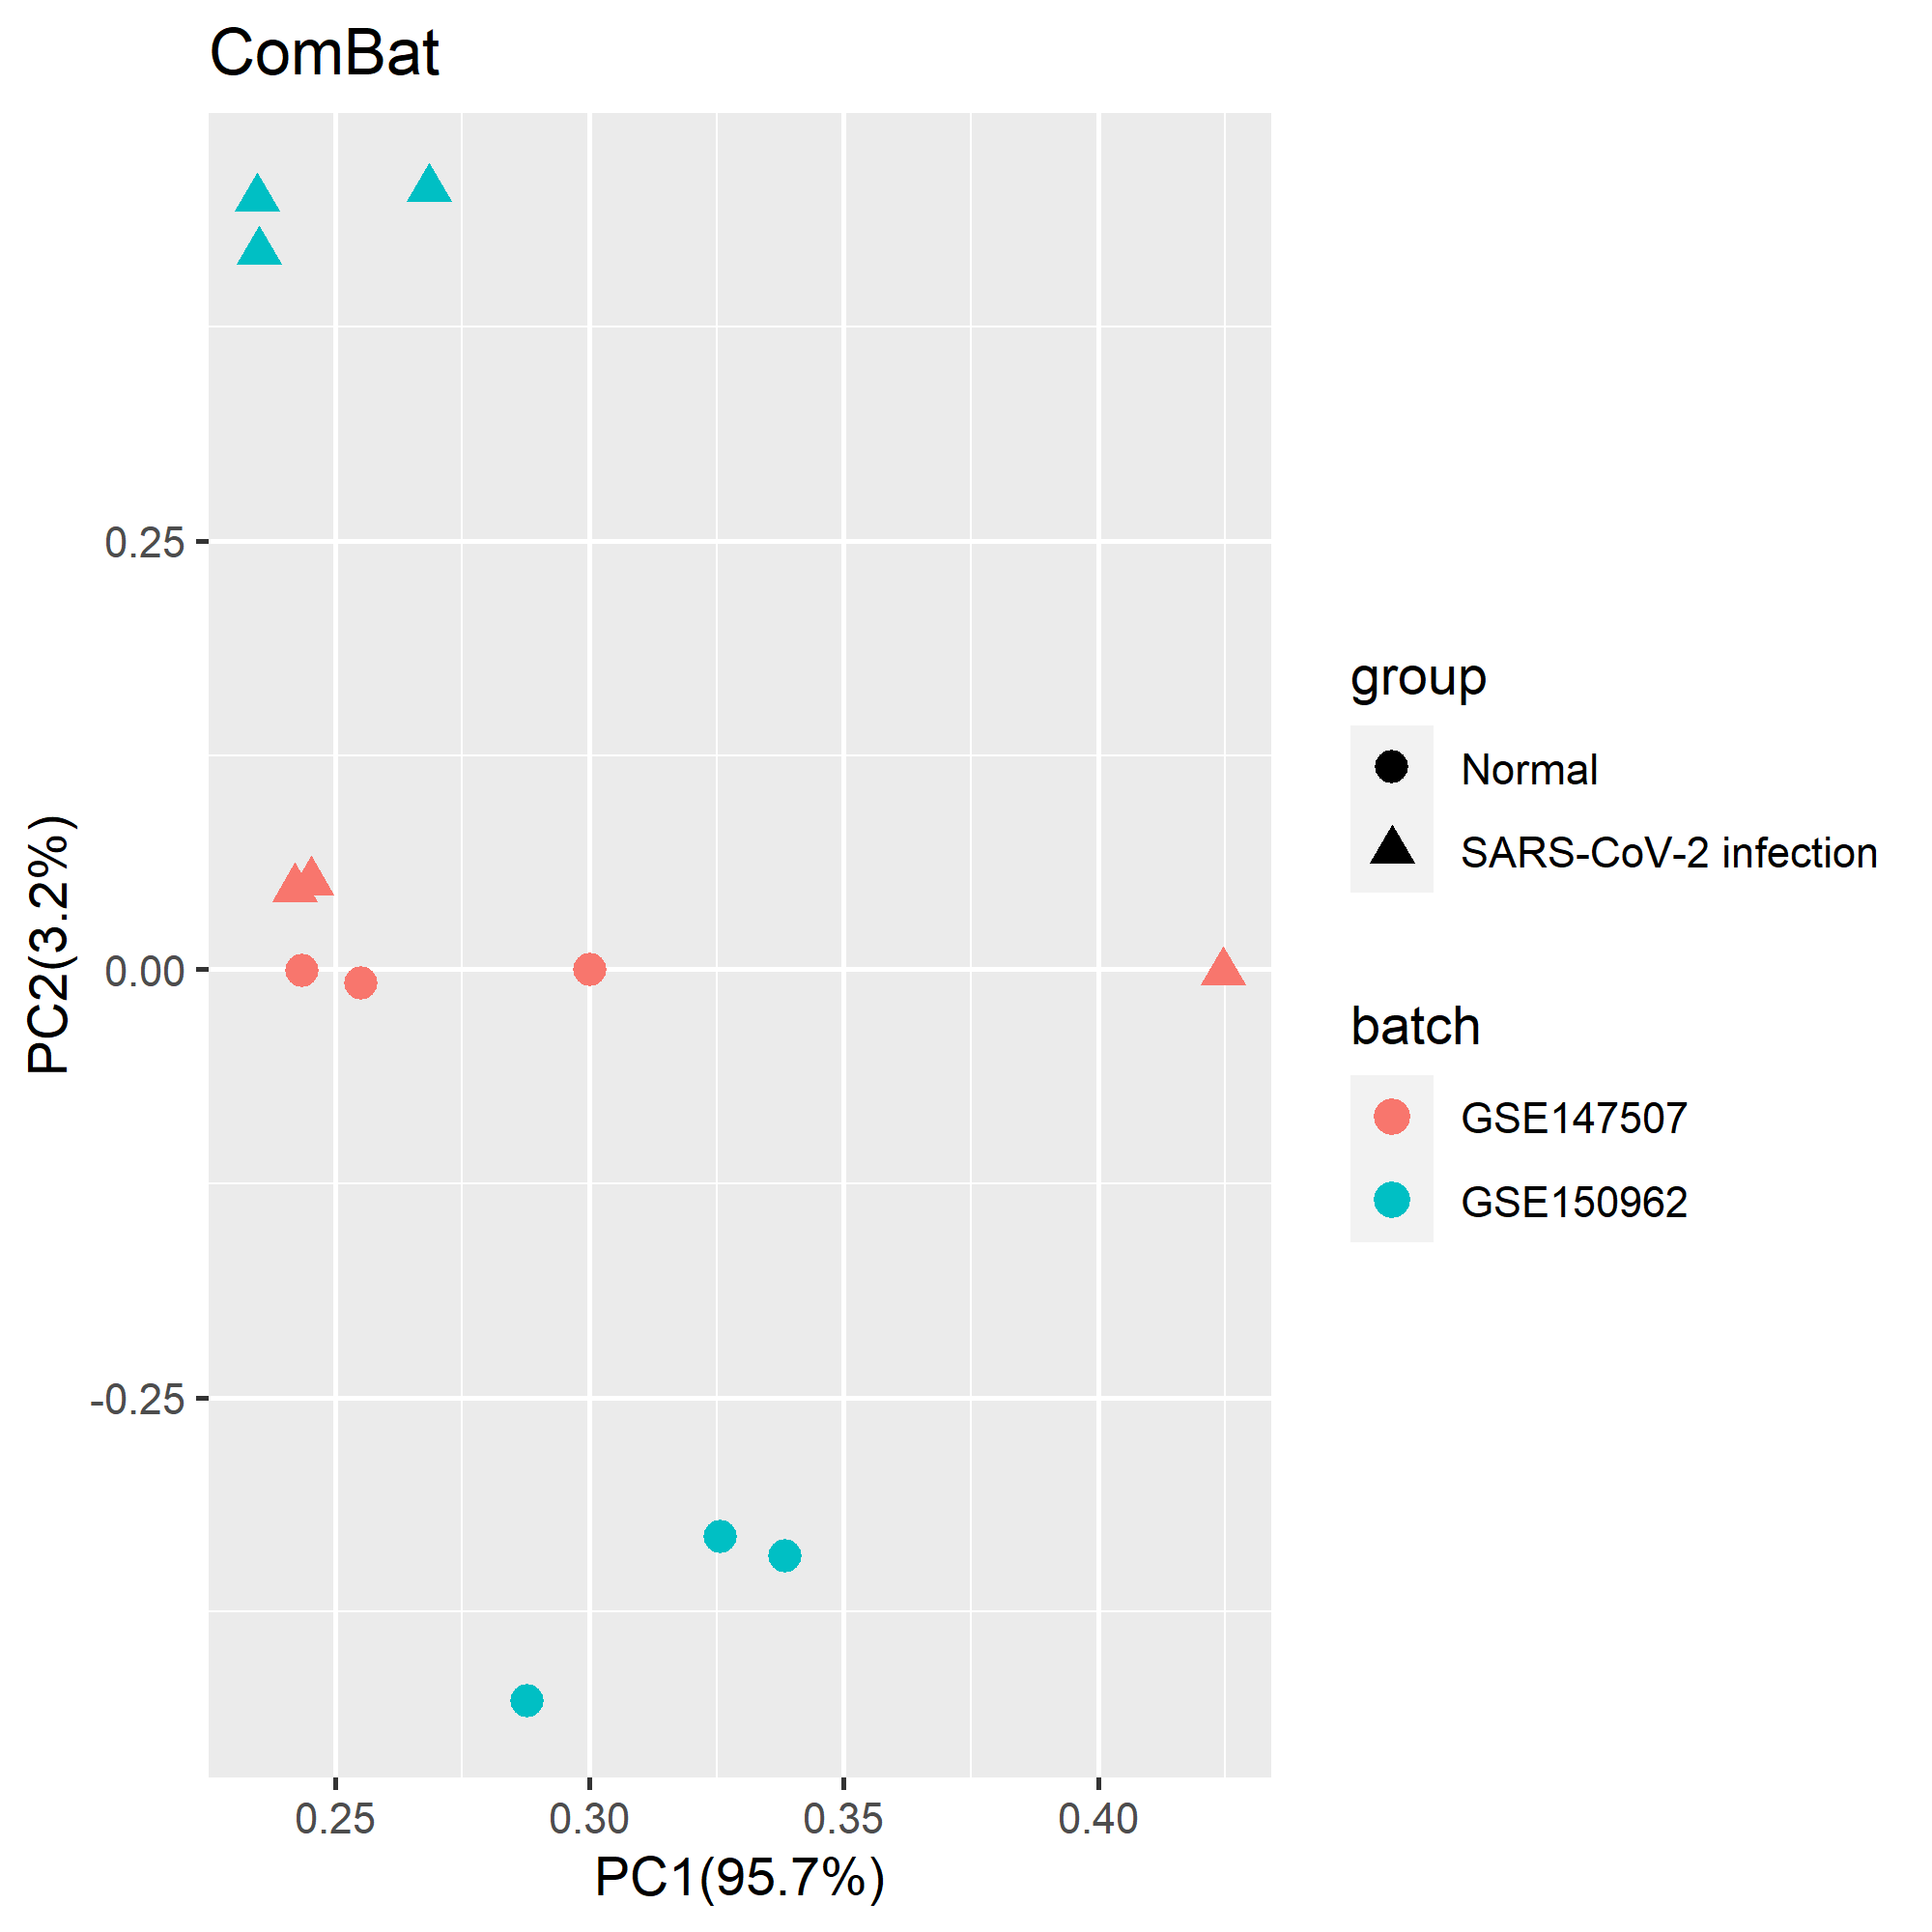 ComBat
PC2(3.2%)
0.25
0.00
-0.25
0.25
0.30
0.35
0.40
PC1(95.7%)
group
Normal
SARS-CoV-2 infection
batch
GSE147507
GSE150962